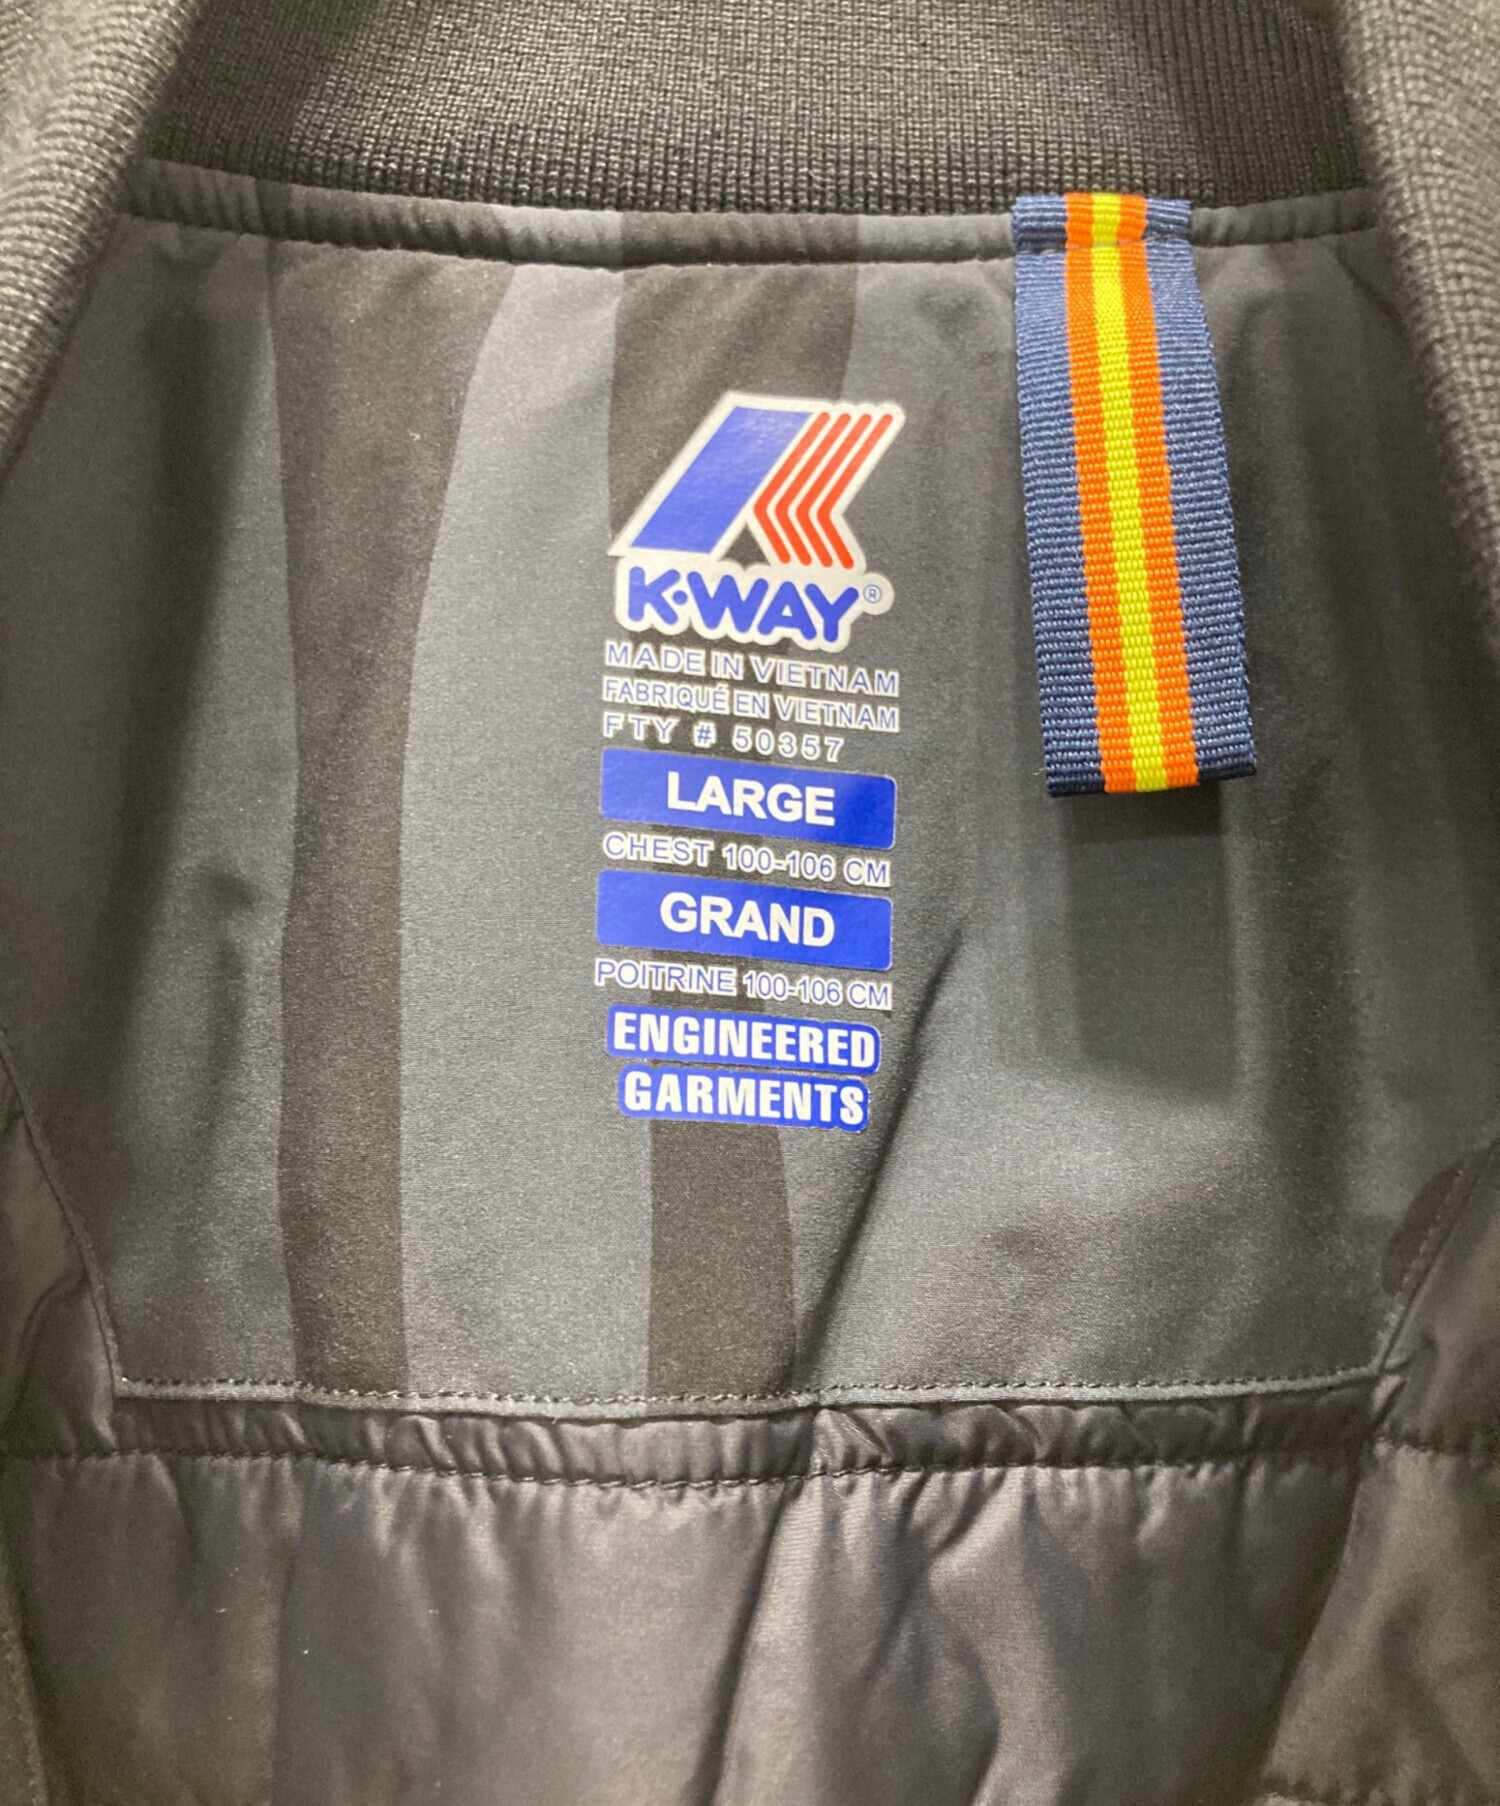 K·WAY®
MADE IN VIETNAM
FABRIQUÉ EN VIETNAM
FTY # 50357
LARGE
CHEST 100-106 CM
GRAND
POITRINE 100-106 CM
ENGINEERED
GARMENTS